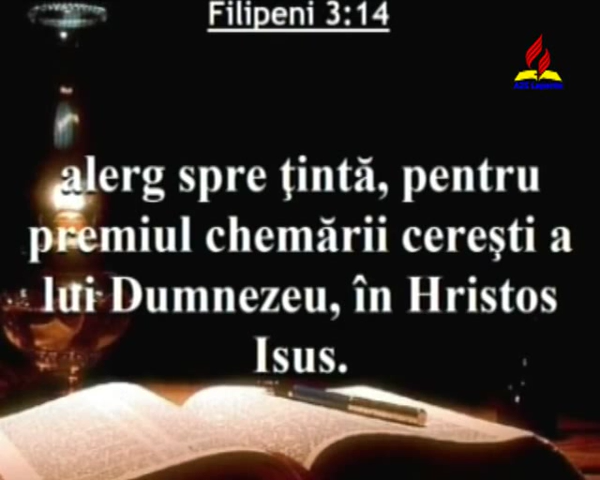 Filipeni 3:14
alerg spre ţintă, pentru
premiul chemării cereşti a
lui Dumnezeu, în Hristos
Isus.